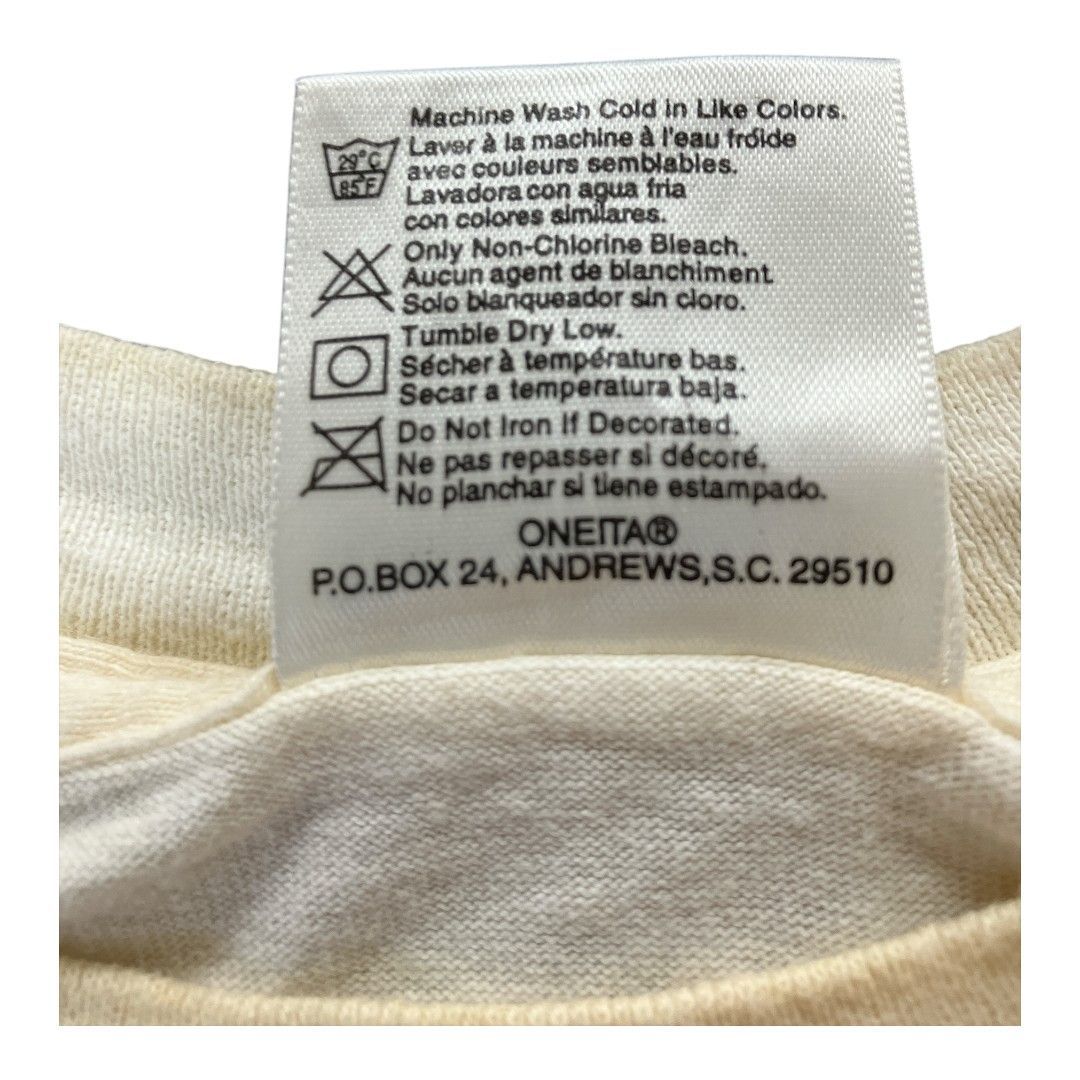 Machine Wash Cold in Like Colors.
Laver à la machine à l'eau fróide
avec couleurs semblables.
Lavadora con agua fria
con colores similares.
29°C
85°F
Only Non-Chlorine Bleach.
Aucun agent de blanchiment
Solo blanqueador sin cloro.
Tumble Dry Low.
Sécher à température bas.
Secar a temperatura baja.
Do Not Iron If Decorated.
Ne pas repasser si décoré.
No planchar si tiene estampado.
ONEITA®
P.O.BOX 24, ANDREWS,S.C. 29510